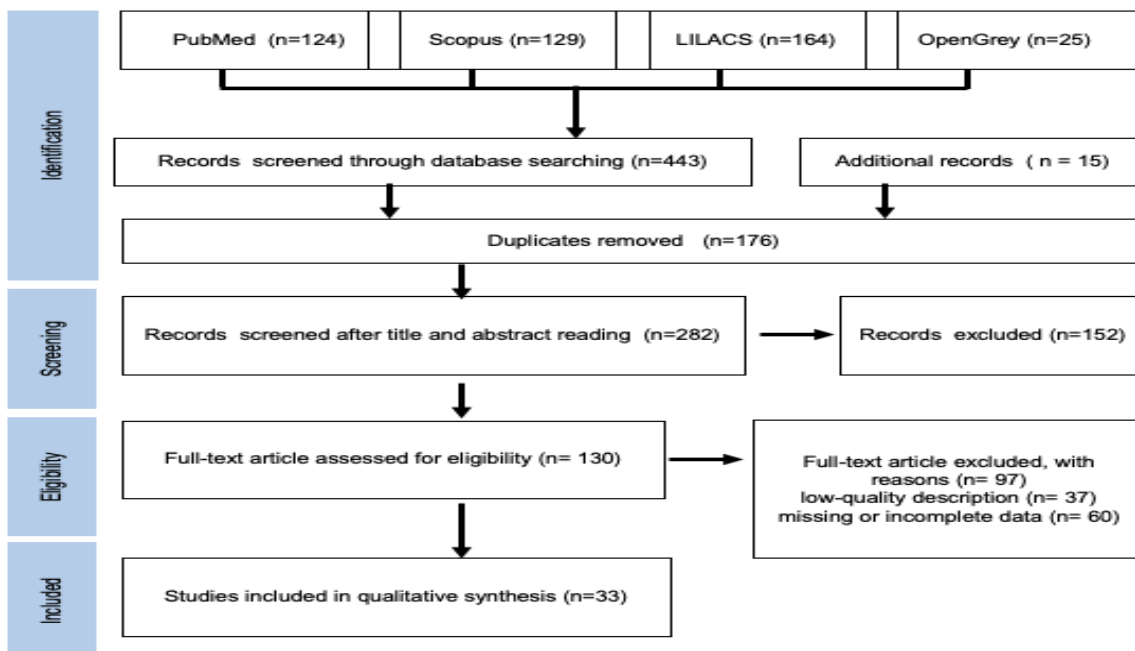 PubMed (n=124)
Scopus (n=129)
LILACS (n=164)
OpenGrey (n=25)
Identification
Records screened through database searching (n=443)
Additional records ( n = 15)
Duplicates removed (n=176)
Screening
Records screened after title and abstract reading (n=282)
Records excluded (n=152)
Eligibility
Full-text article assessed for eligibility (n= 130)
Full-text article excluded, with
reasons (n= 97)
low-quality description (n= 37)
missing or incomplete data (n= 60)
Included
Studies included in qualitative synthesis (n=33)